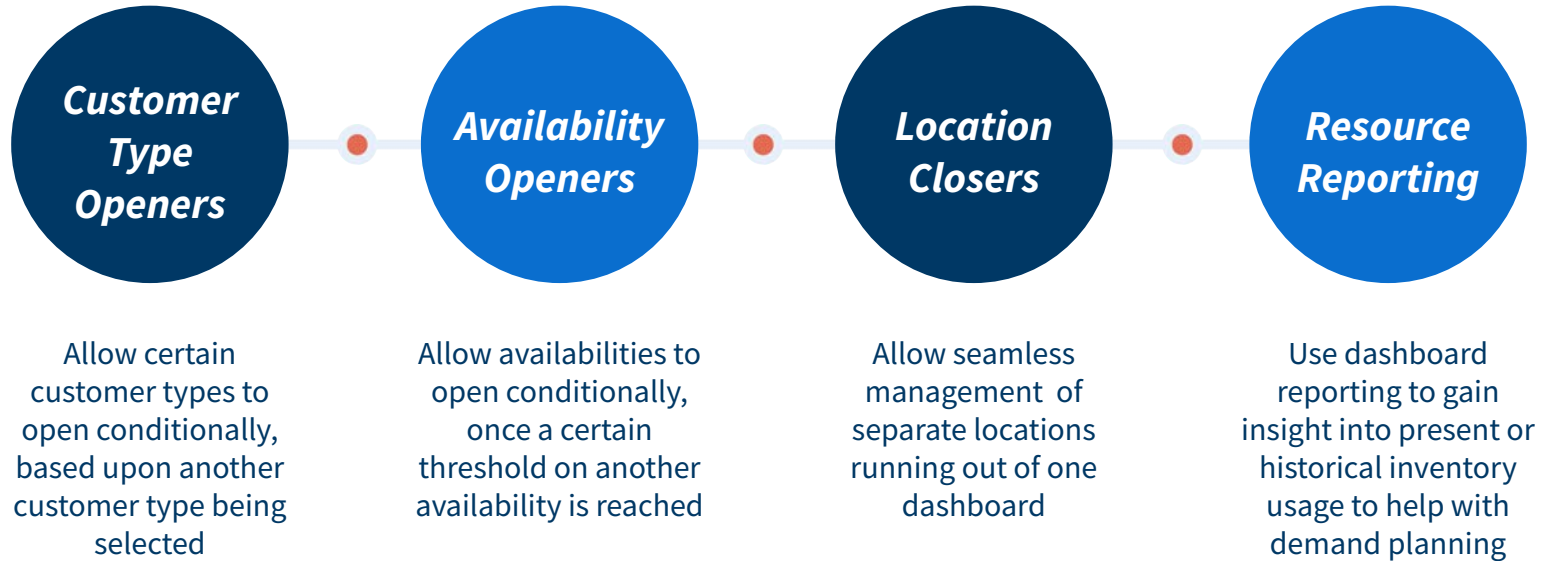 Customer
Type
Openers
Availability
Openers
Location
Closers
Resource
Reporting
Allow certain
customer types to
open conditionally,
based upon another
customer type being
selected
Allow availabilities to
open conditionally,
once a certain
threshold on another
availability is reached
Allow seamless
management  of
separate locations
running out of one
dashboard
Use dashboard
reporting to gain
insight into present or
historical inventory
usage to help with
demand planning